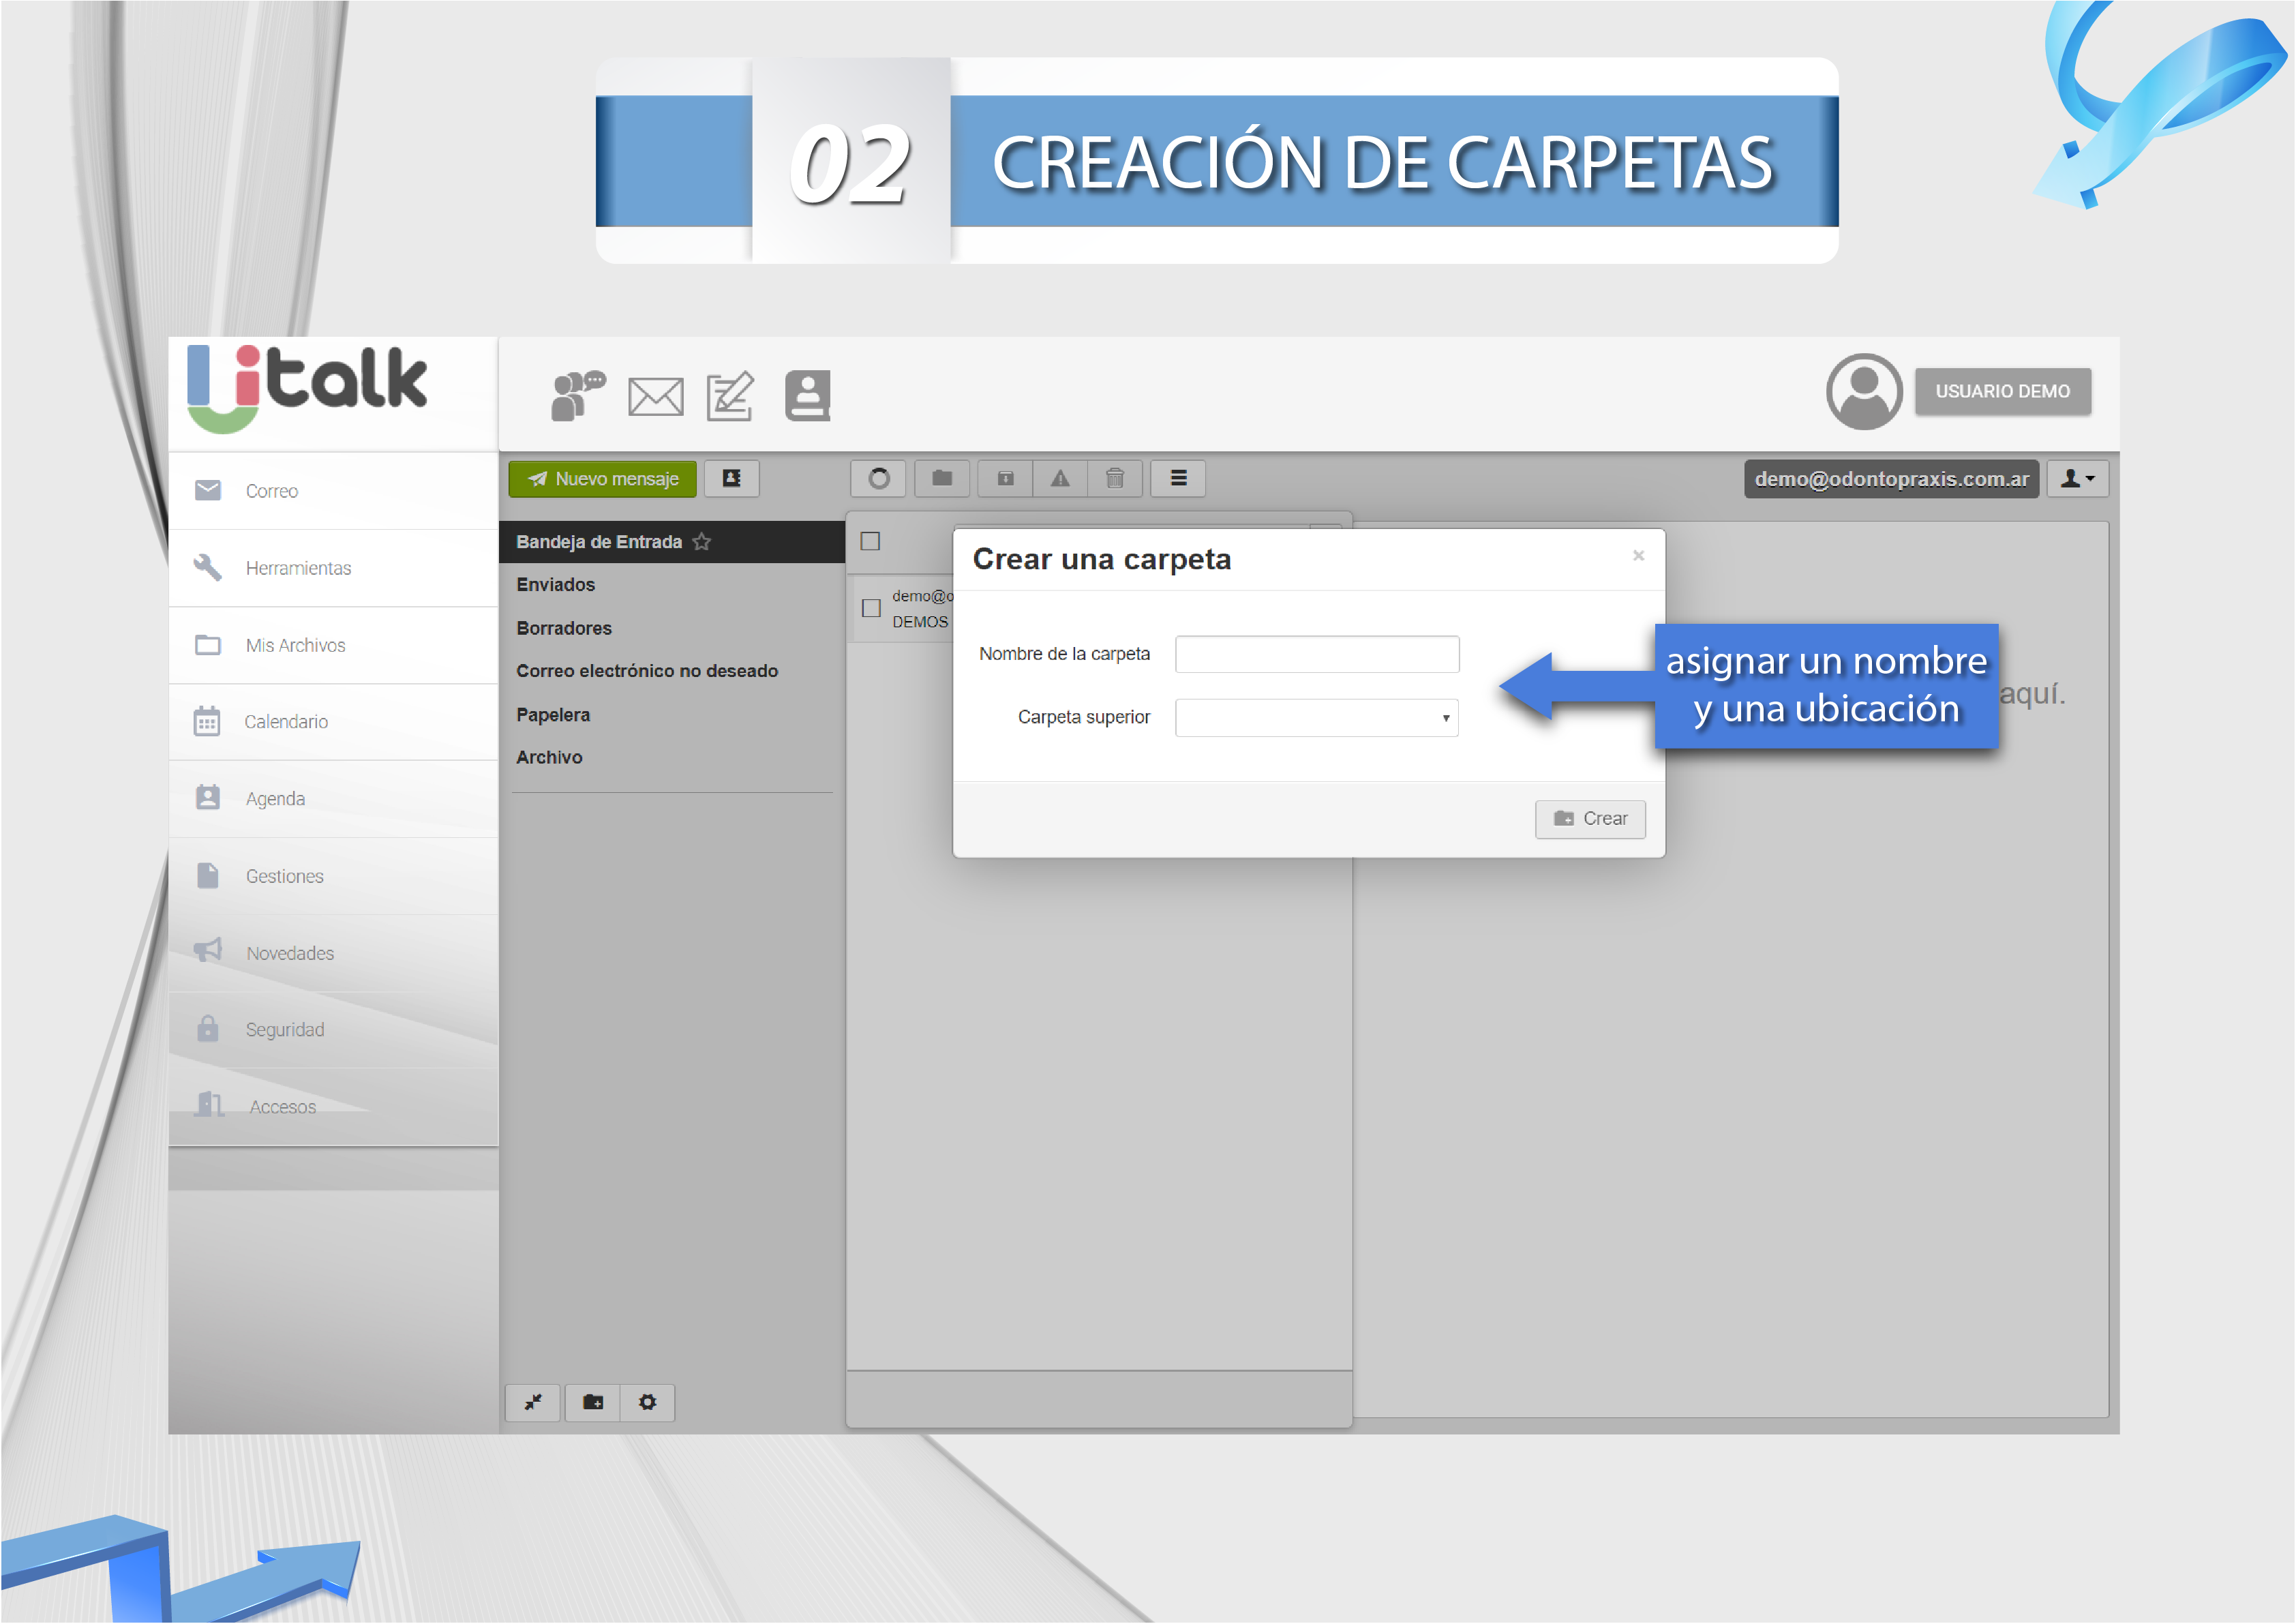 02 CREACIÓN DE CARPETAS
Uitalk
USUARIO DEMO
Correo
Herramientas
Mis Archivos
Calendario
Agenda
Gestiones
Novedades
Seguridad
Accesos
Nuevo mensaje
demo@odontopraxis.com.ar
Bandeja de Entrada
Enviados
Borradores
Correo electrónico no deseado
Papelera
Archivo
demo@o
DEMOS
Crear una carpeta
×
Nombre de la carpeta
Carpeta superior
Crear
asignar un nombre
y una ubicación
aquí.